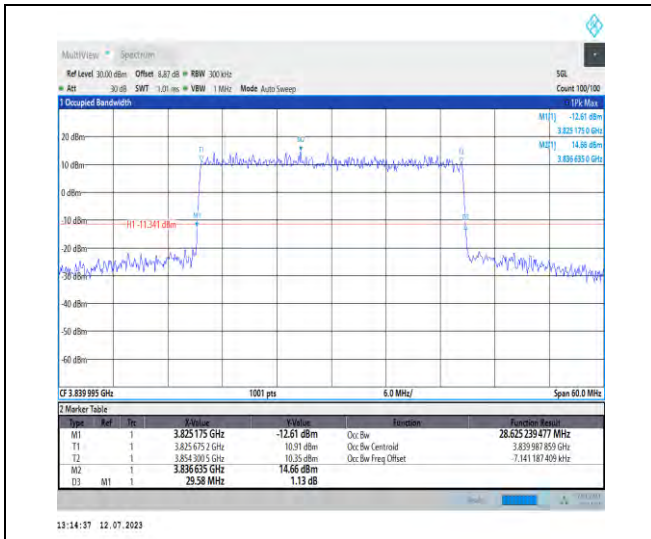 MultiView Spectrum
Ref Level 30.00 dBm Offset 8.87 dB RBW 300 kHz SGL
Att 30 dB SWT 1.01 ms VBW 1 MHz Mode Auto Sweep Count 100/100
1 Occupied Bandwidth 1Pk Max
M1[1] -12.61 dBm
3.825 175 0 GHz
M2[1] 14.66 dBm
3.836 635 0 GHz
20 dBm
M2
T1 T2
10 dBm
0 dBm
-10 dBm
M1
H1 -11.341 dBm
-20 dBm
-30 dBm
-40 dBm
-50 dBm
-60 dBm
CF 3.839 995 GHz 1001 pts 6.0 MHz/ Span 60.0 MHz
2 Marker Table
Type Ref Trc X-Value Y-Value Function Function Result
M1 1 3.825 175 GHz -12.61 dBm Occ Bw 28.625 239 477 MHz
T1 1 3.825 675 2 GHz 10.91 dBm Occ Bw Centroid 3.839 987 859 GHz
T2 1 3.854 300 5 GHz 10.35 dBm Occ Bw Freq Offset -7.141 187 409 kHz
M2 1 3.836 635 GHz 14.66 dBm
D3 M1 1 29.58 MHz 1.13 dB
13:14:37 12.07.2023